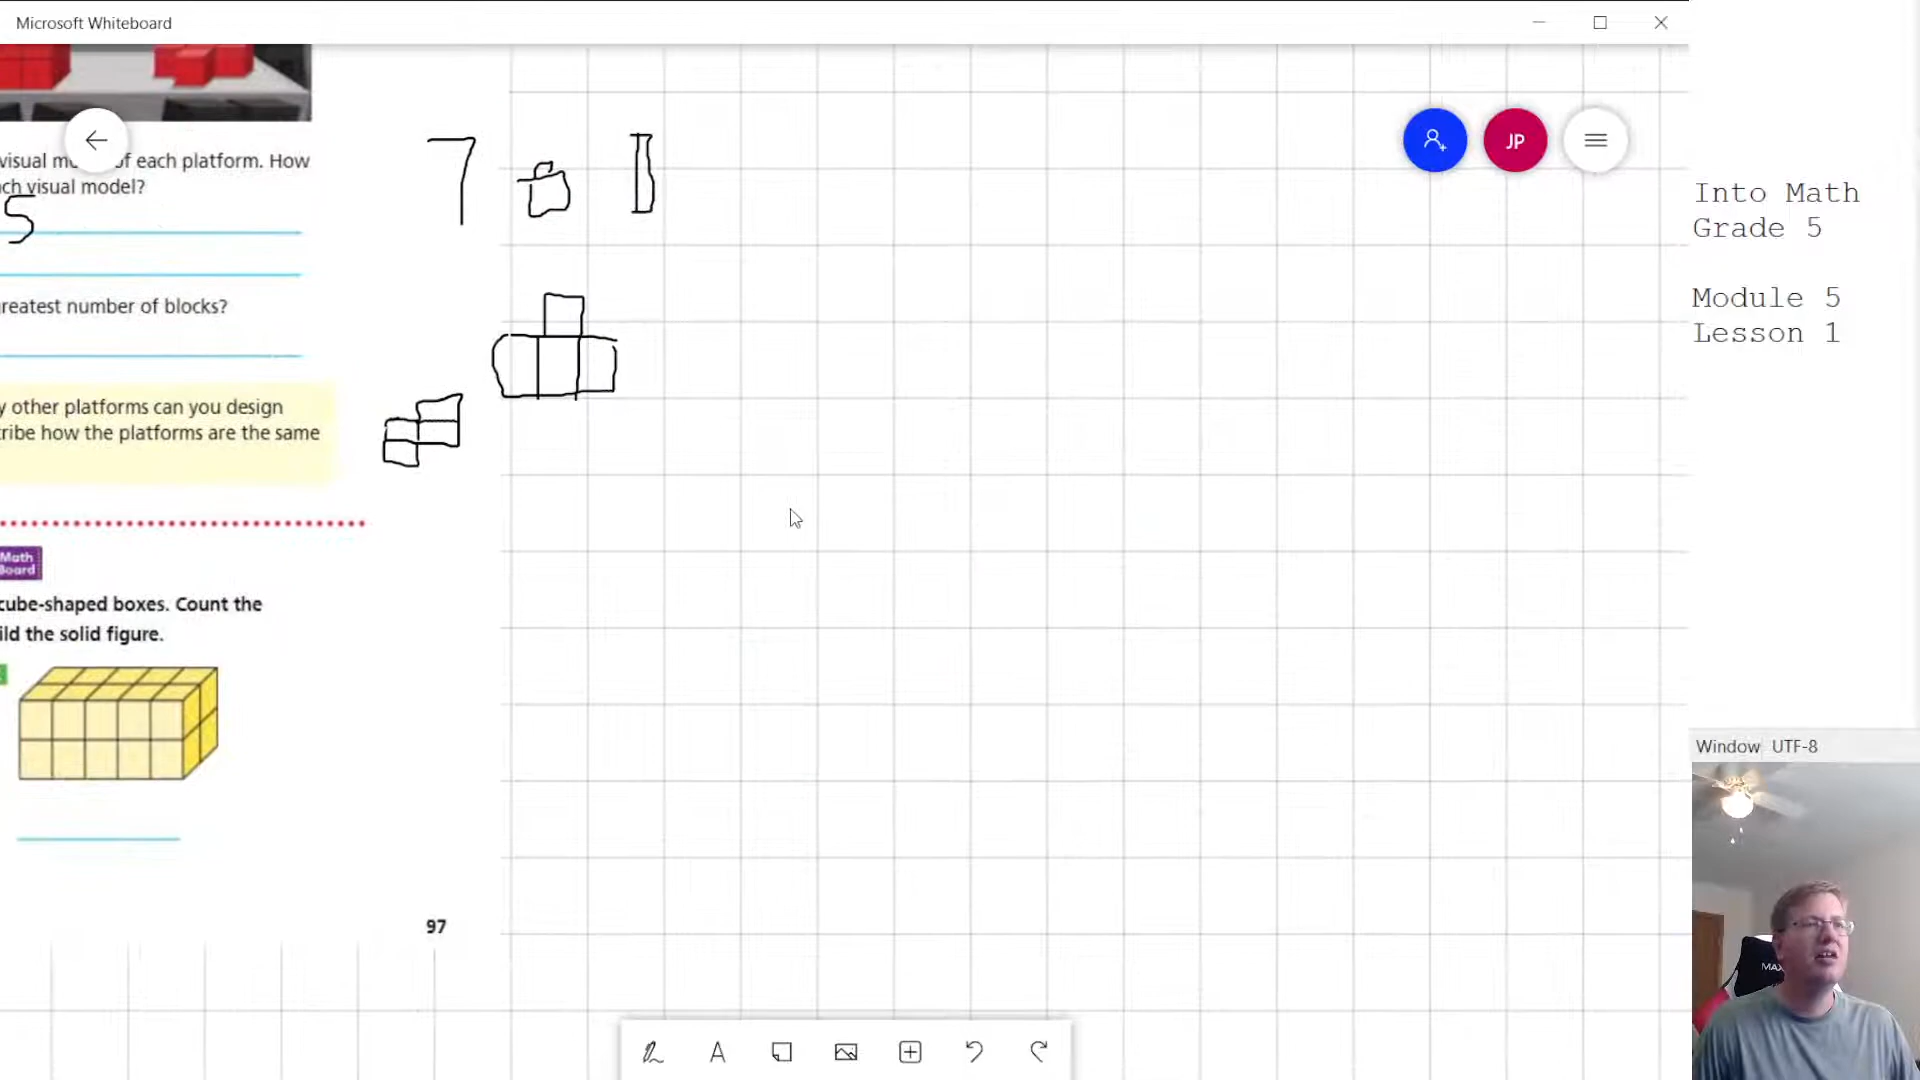 Microsoft Whiteboard
of each platform. How
ch visual model?
5
7
reatest number of blocks?
other platforms can you design
ribe how the platforms are the same
Math
Board
cube-shaped boxes. Count the
ild the solid figure.
97
JP
Into Math
Grade 5
Module 5
Lesson 1
Window UTF-8